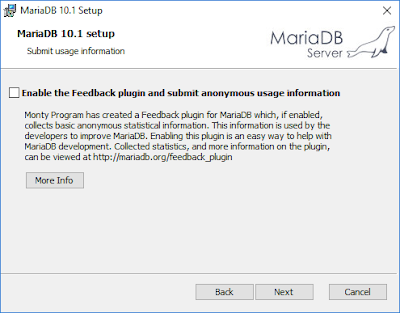 MariaDB 10.1 Setup
MariaDB 10.1 setup
Submit usage information
MariaDB
Server
Enable the Feedback plugin and submit anonymous usage information
Monty Program has created a Feedback plugin for MariaDB which, if enabled,
collects basic anonymous statistical information. This information is used by the
developers to improve MariaDB. Enabling this plugin is an easy way to help with
MariaDB development. Collected statistics, and more information on the plugin,
can be viewed at http://mariadb.org/feedback_plugin
More Info
Back
Next
Cancel